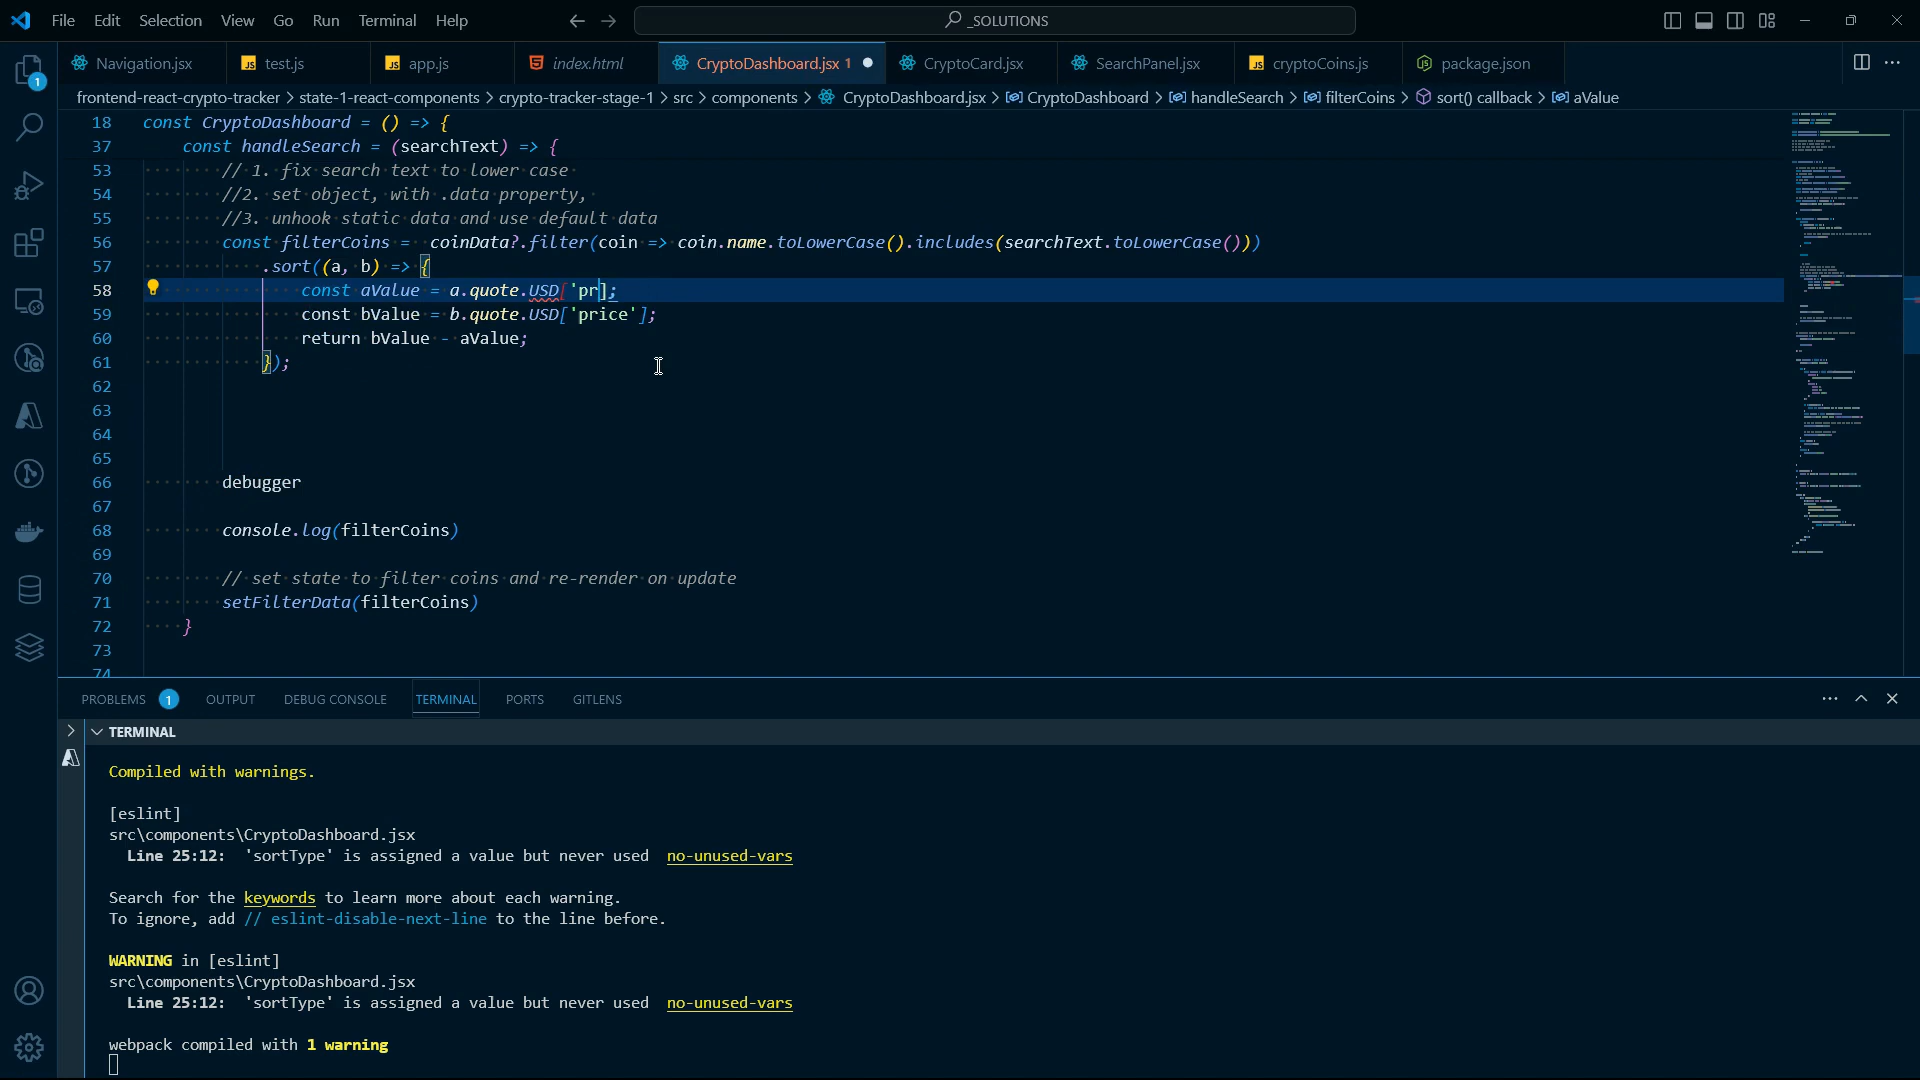 File Edit Selection View Go Run Terminal Help _SOLUTIONS
Navigation.jsx test.js app.js index.html CryptoDashboard.jsx 1 CryptoCard.jsx SearchPanel.jsx cryptoCoins.js package.json
frontend-react-crypto-tracker > state-1-react-components > crypto-tracker-stage-1 > src > components > CryptoDashboard.jsx > CryptoDashboard > handleSearch > filterCoins > sort() callback > aValue
18 const CryptoDashboard = () => {
37 const handleSearch = (searchText) => {
53 // 1. fix search text to lower case
54 //2. set object, with .data property,
55 //3. unhook static data and use default data
56 const filterCoins = coinData?.filter(coin => coin.name.toLowerCase().includes(searchText.toLowerCase()))
57 .sort((a, b) => {
58 const aValue = a.quote.USD['pr];
59 const bValue = b.quote.USD['price'];
60 return bValue - aValue;
61 });
62
63
64
65
66 debugger
67
68 console.log(filterCoins)
69
70 // set state to filter coins and re-render on update
71 setFilterData(filterCoins)
72 }
73
74
PROBLEMS 1 OUTPUT DEBUG CONSOLE TERMINAL PORTS GITLENS
TERMINAL
Compiled with warnings.
[eslint]
src\components\CryptoDashboard.jsx
Line 25:12: 'sortType' is assigned a value but never used no-unused-vars
Search for the keywords to learn more about each warning.
To ignore, add // eslint-disable-next-line to the line before.
WARNING in [eslint]
src\components\CryptoDashboard.jsx
Line 25:12: 'sortType' is assigned a value but never used no-unused-vars
webpack compiled with 1 warning